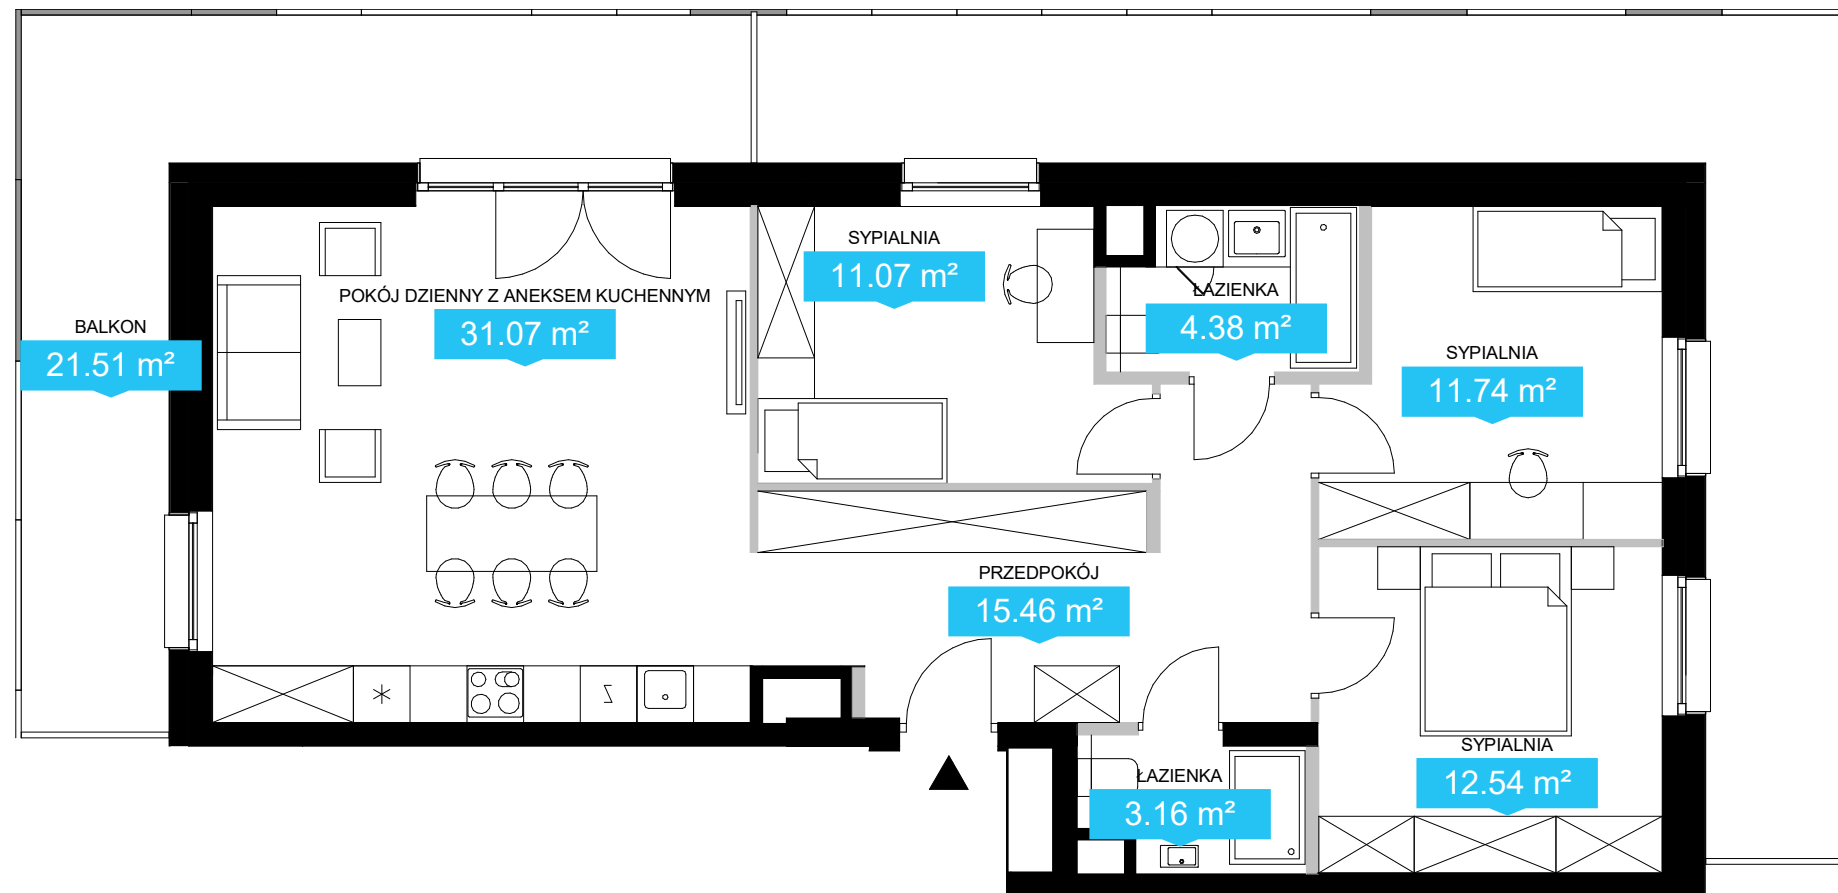 BALKON
21.51 m²
POKÓJ DZIENNY Z ANEKSEM KUCHENNYM
31.07 m²
SYPIALNIA
11.07 m²
ŁAZIENKA
4.38 m²
SYPIALNIA
11.74 m²
PRZEDPOKÓJ
15.46 m²
ŁAZIENKA
3.16 m²
SYPIALNIA
12.54 m²